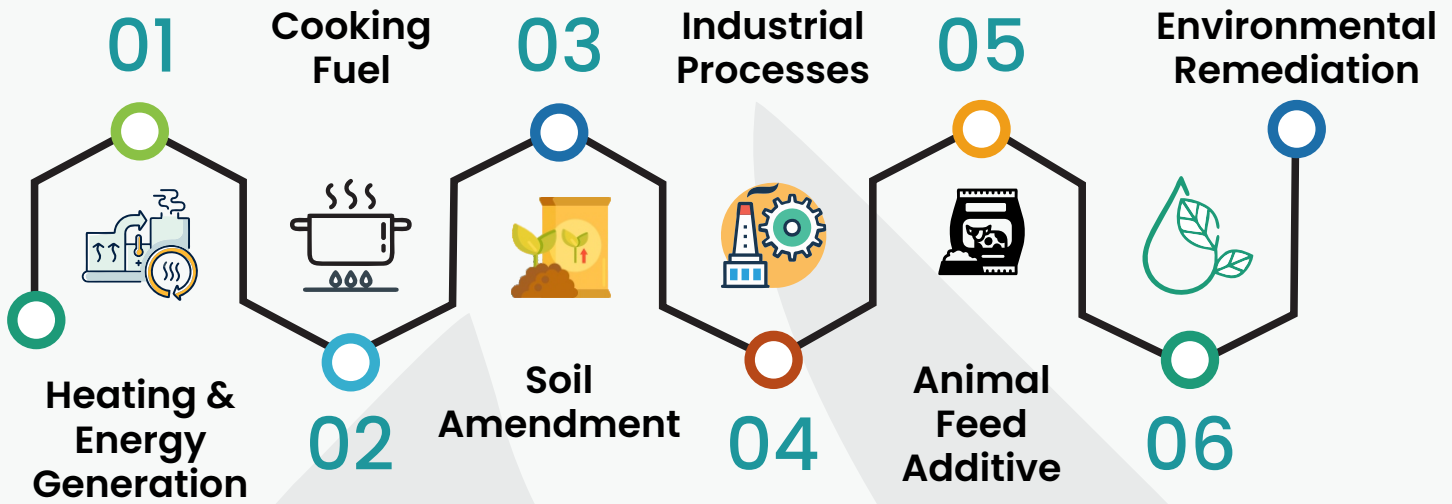 01
Heating &
Energy
Generation
Cooking
Fuel
02
03
Soil
Amendment
Industrial
Processes
04
05
Animal
Feed
Additive
Environmental
Remediation
06